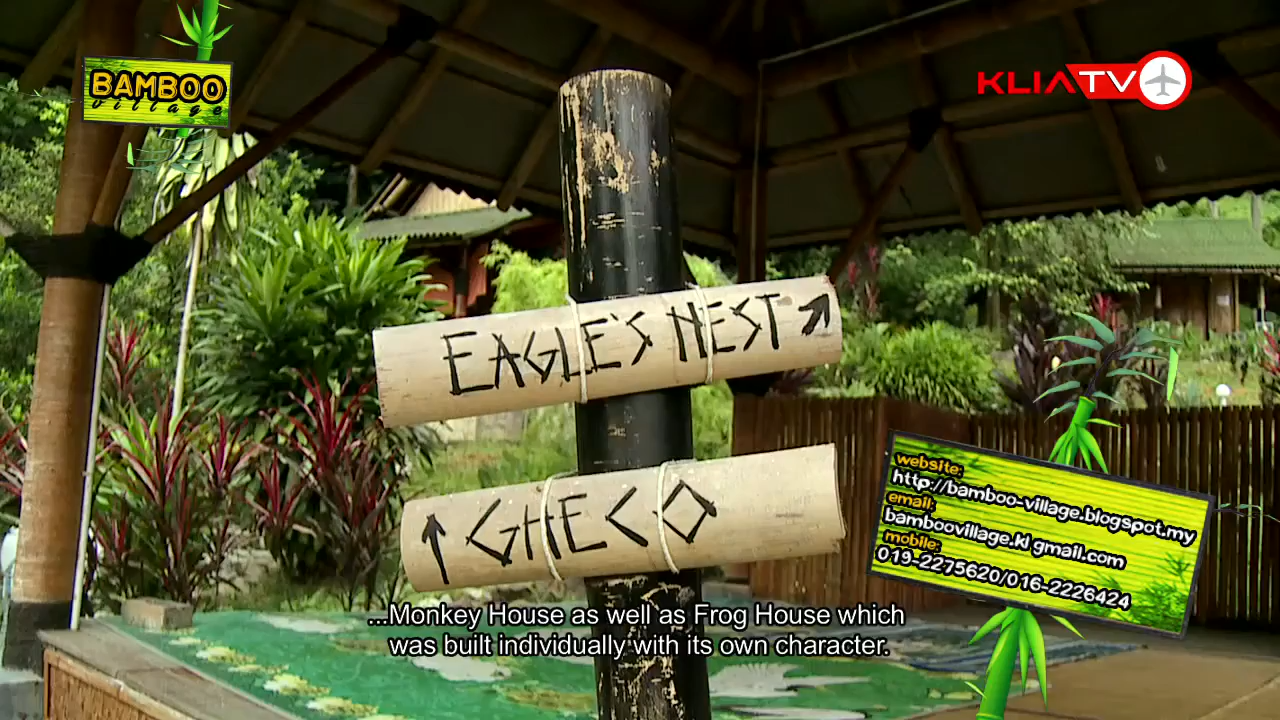 BAMBOO
village
KLIATV
EAGLE'S NEST
GHECO
website:
http://bamboo-village.blogspot.my
email:
bamboovillage.kl gmail.com
mobile:
019-2275620/016-2226424
...Monkey House as well as Frog House which
was built individually with its own character.